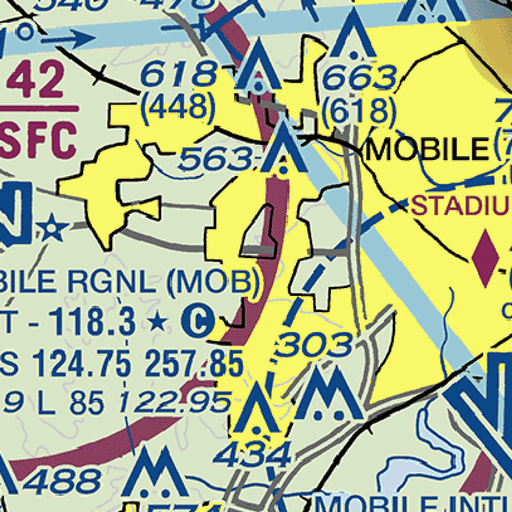 42
SFC
618
(448)
663
(618)
563
MOBILE
STADIU
BILE RGNL (MOB)
T - 118.3 ★ C
S 124.75 257.85
9 L 85 122.95
303
434
488
MOBILE INTL